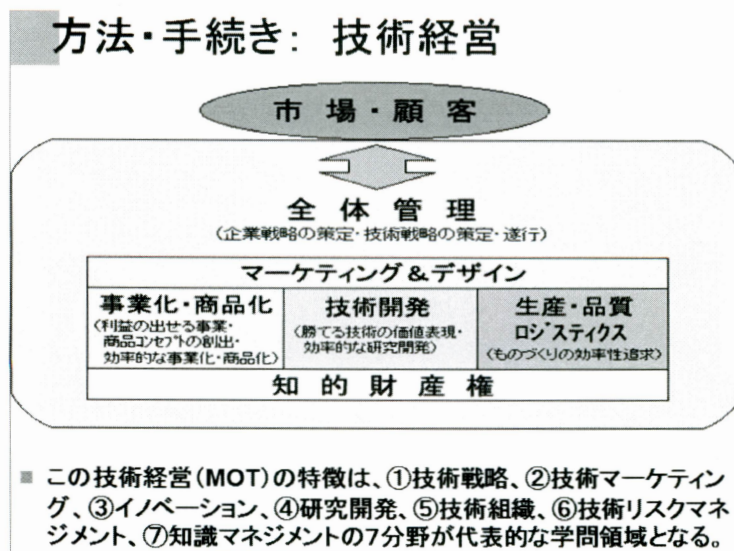 方法・手続き： 技術経営
市 場・顧 客
全 体 管 理
（企業戦略の策定・技術戦略の策定・遂行）
マーケティング＆デザイン
事業化・商品化
（利益の出せる事業・
商品コンセプトの創出・
効率的な事業化・商品化）
技術開発
（勝てる技術の価値表現・
効率的な研究開発）
生産・品質
ロジスティクス
（ものづくりの効率性追求）
知 的 財 産 権
この技術経営（MOT）の特徴は、①技術戦略、②技術マーケティン
グ、③イノベーション、④研究開発、⑤技術組織、⑥技術リスクマネ
ジメント、⑦知識マネジメントの7分野が代表的な学問領域となる。